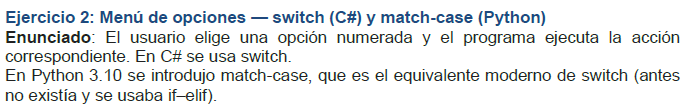 Ejercicio 2: Menú de opciones — switch (C#) y match-case (Python)
Enunciado: El usuario elige una opción numerada y el programa ejecuta la acción
correspondiente. En C# se usa switch.
En Python 3.10 se introdujo match-case, que es el equivalente moderno de switch (antes
no existía y se usaba if–elif).